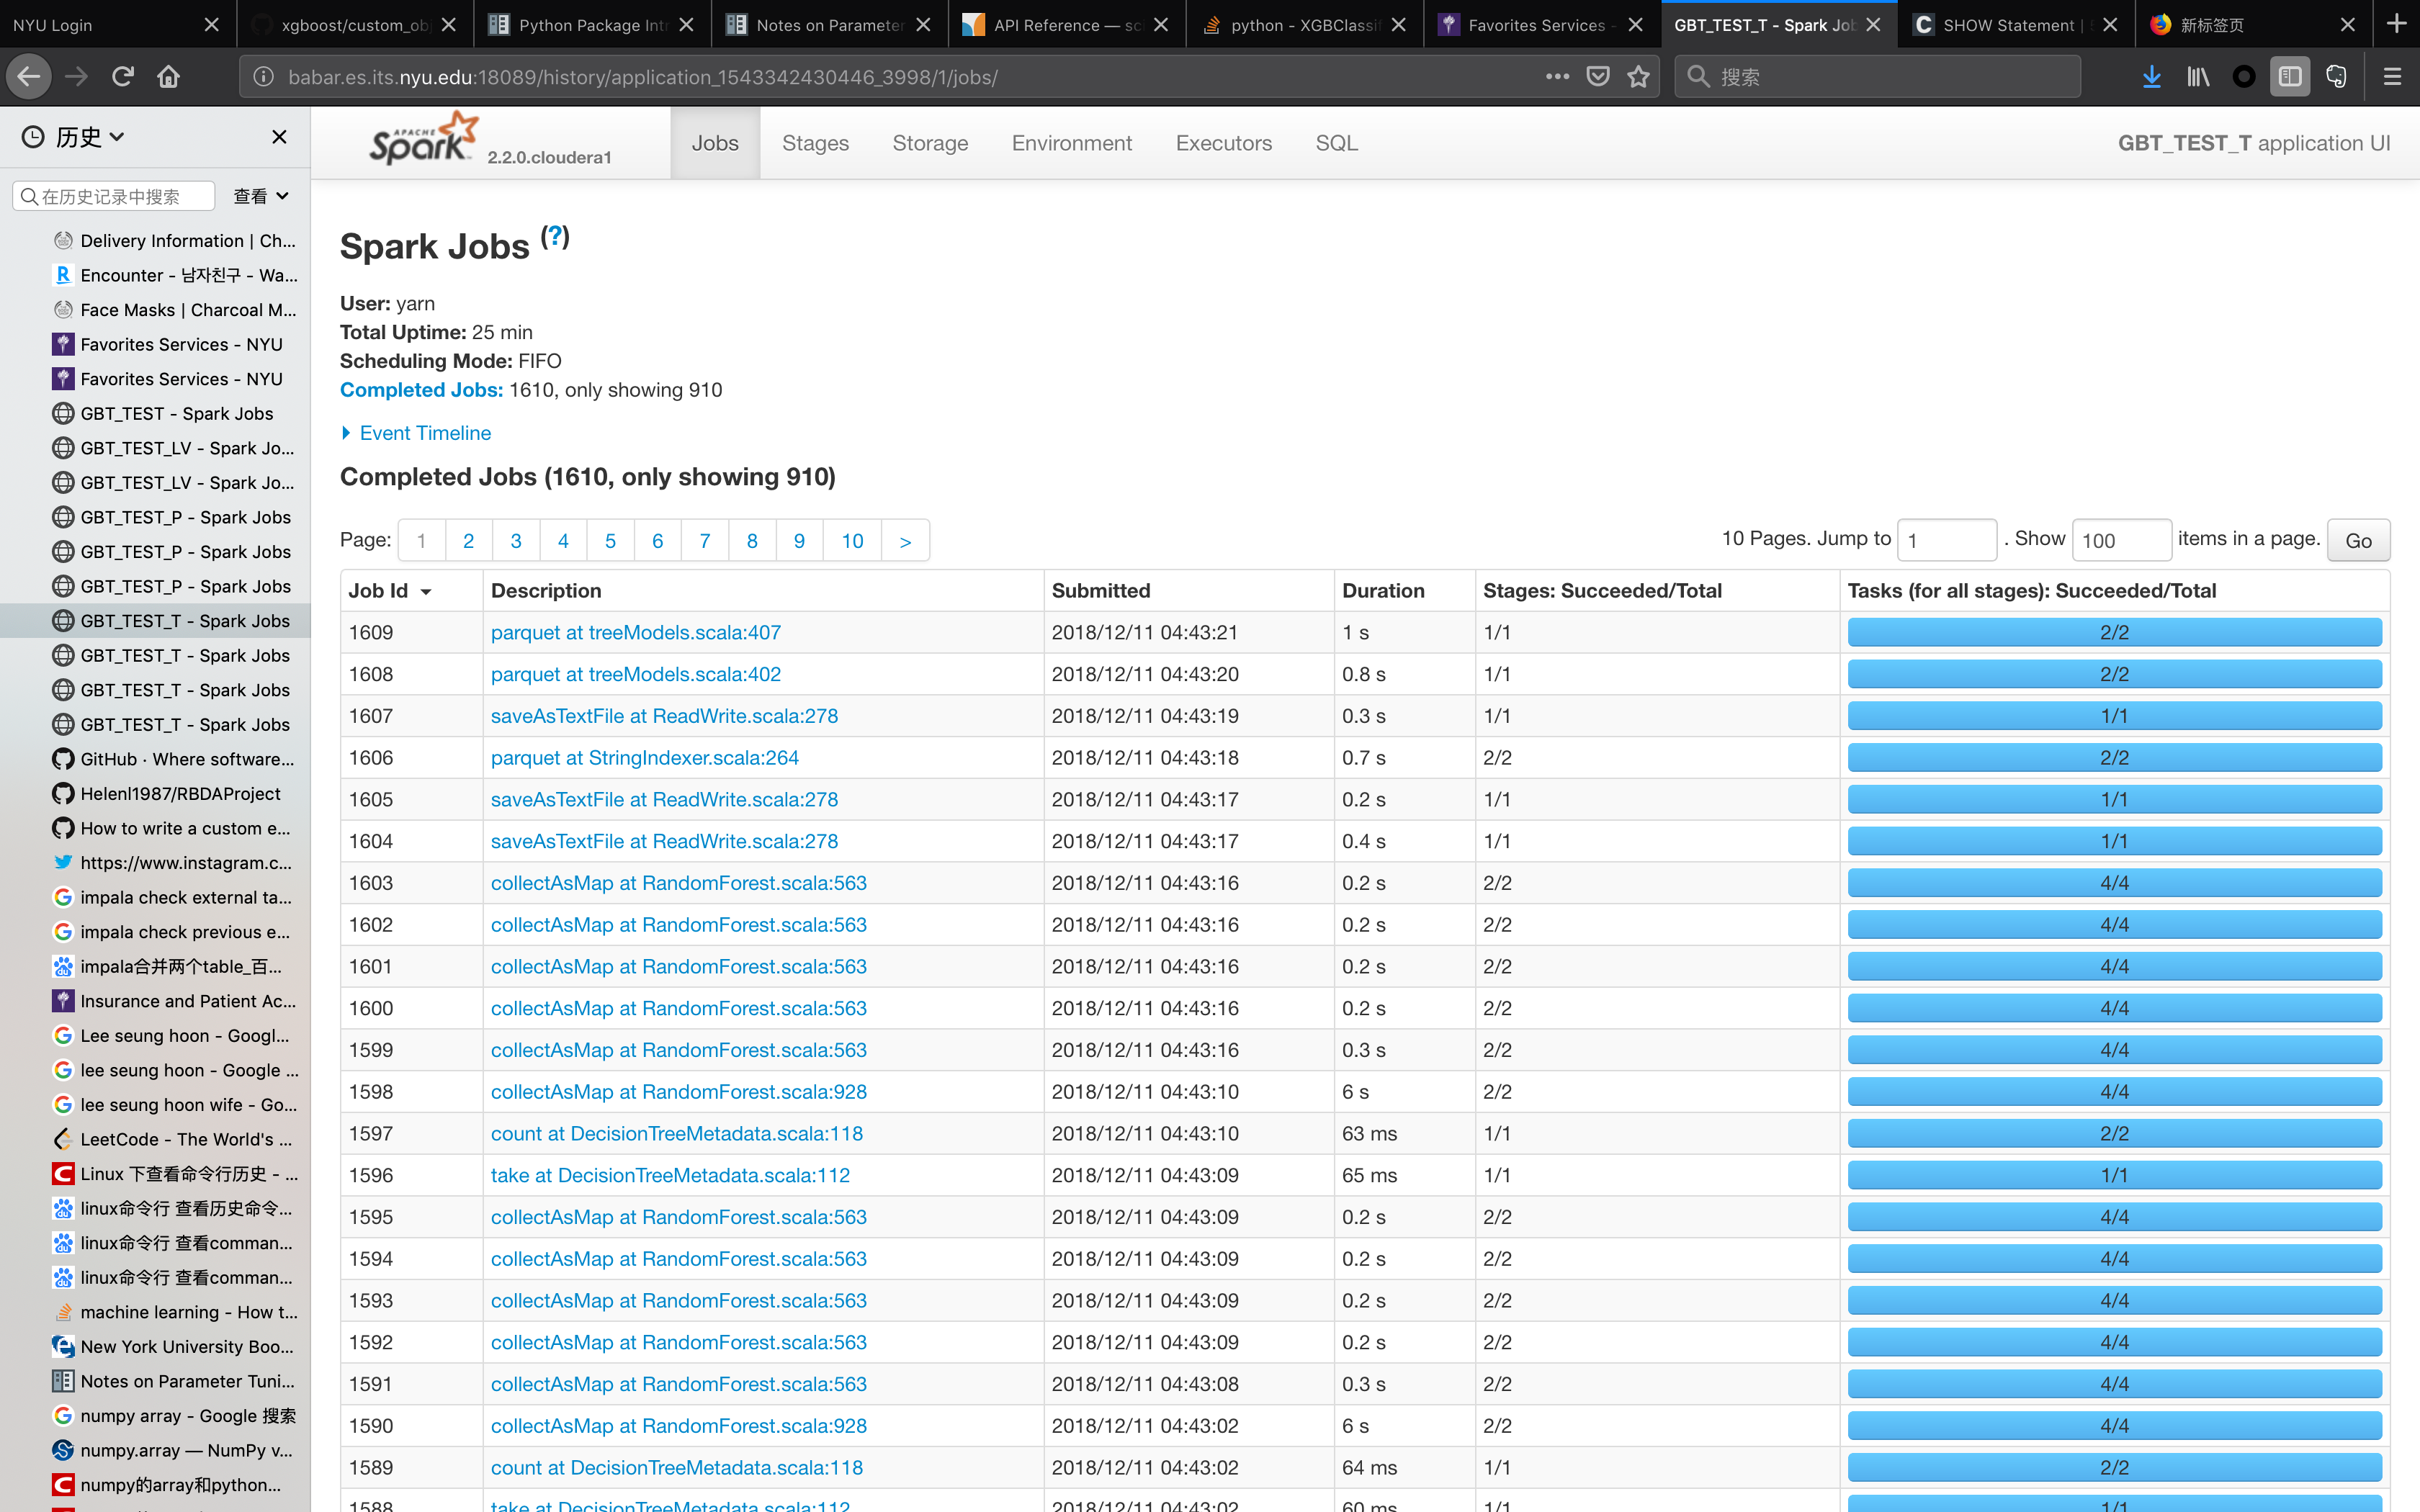 NYU Login
xgboost/custom_obj
Python Package Intr
Notes on Parameter
API Reference — sci
python - XGBClassif
Favorites Services -
GBT_TEST_T - Spark Job
SHOW Statement |
新标签页
babar.es.its.nyu.edu:18089/history/application_1543342430446_3998/1/jobs/
搜索
历史
在历史记录中搜索
查看
Delivery Information | Ch...
Encounter - 남자친구 - Wa...
Face Masks | Charcoal M...
Favorites Services - NYU
Favorites Services - NYU
GBT_TEST - Spark Jobs
GBT_TEST_LV - Spark Jo...
GBT_TEST_LV - Spark Jo...
GBT_TEST_P - Spark Jobs
GBT_TEST_P - Spark Jobs
GBT_TEST_P - Spark Jobs
GBT_TEST_T - Spark Jobs
GBT_TEST_T - Spark Jobs
GBT_TEST_T - Spark Jobs
GBT_TEST_T - Spark Jobs
GitHub · Where software...
Helenl1987/RBDAProject
How to write a custom e...
https://www.instagram.c...
impala check external ta...
impala check previous e...
impala合并两个table_百...
Insurance and Patient Ac...
Lee seung hoon - Googl...
lee seung hoon - Google ...
lee seung hoon wife - Go...
LeetCode - The World's ...
Linux 下查看命令行历史 - ...
linux命令行 查看历史命令...
linux命令行 查看comman...
linux命令行 查看comman...
machine learning - How t...
New York University Boo...
Notes on Parameter Tuni...
numpy array - Google 搜索
numpy.array — NumPy v...
numpy的array和python...
APACHE Spark 2.2.0.cloudera1
Jobs Stages Storage Environment Executors SQL
GBT_TEST_T application UI
Spark Jobs (?)
User: yarn
Total Uptime: 25 min
Scheduling Mode: FIFO
Completed Jobs: 1610, only showing 910
Event Timeline
Completed Jobs (1610, only showing 910)
Page: 1 2 3 4 5 6 7 8 9 10 >
10 Pages. Jump to 1 . Show 100 items in a page. Go
Job Id Description Submitted Duration Stages: Succeeded/Total Tasks (for all stages): Succeeded/Total
1609 parquet at treeModels.scala:407 2018/12/11 04:43:21 1 s 1/1 2/2
1608 parquet at treeModels.scala:402 2018/12/11 04:43:20 0.8 s 1/1 2/2
1607 saveAsTextFile at ReadWrite.scala:278 2018/12/11 04:43:19 0.3 s 1/1 1/1
1606 parquet at StringIndexer.scala:264 2018/12/11 04:43:18 0.7 s 2/2 2/2
1605 saveAsTextFile at ReadWrite.scala:278 2018/12/11 04:43:17 0.2 s 1/1 1/1
1604 saveAsTextFile at ReadWrite.scala:278 2018/12/11 04:43:17 0.4 s 1/1 1/1
1603 collectAsMap at RandomForest.scala:563 2018/12/11 04:43:16 0.2 s 2/2 4/4
1602 collectAsMap at RandomForest.scala:563 2018/12/11 04:43:16 0.2 s 2/2 4/4
1601 collectAsMap at RandomForest.scala:563 2018/12/11 04:43:16 0.2 s 2/2 4/4
1600 collectAsMap at RandomForest.scala:563 2018/12/11 04:43:16 0.2 s 2/2 4/4
1599 collectAsMap at RandomForest.scala:563 2018/12/11 04:43:16 0.3 s 2/2 4/4
1598 collectAsMap at RandomForest.scala:928 2018/12/11 04:43:10 6 s 2/2 4/4
1597 count at DecisionTreeMetadata.scala:118 2018/12/11 04:43:10 63 ms 1/1 2/2
1596 take at DecisionTreeMetadata.scala:112 2018/12/11 04:43:09 65 ms 1/1 1/1
1595 collectAsMap at RandomForest.scala:563 2018/12/11 04:43:09 0.2 s 2/2 4/4
1594 collectAsMap at RandomForest.scala:563 2018/12/11 04:43:09 0.2 s 2/2 4/4
1593 collectAsMap at RandomForest.scala:563 2018/12/11 04:43:09 0.2 s 2/2 4/4
1592 collectAsMap at RandomForest.scala:563 2018/12/11 04:43:09 0.2 s 2/2 4/4
1591 collectAsMap at RandomForest.scala:563 2018/12/11 04:43:08 0.3 s 2/2 4/4
1590 collectAsMap at RandomForest.scala:928 2018/12/11 04:43:02 6 s 2/2 4/4
1589 count at DecisionTreeMetadata.scala:118 2018/12/11 04:43:02 64 ms 1/1 2/2
1588 take at DecisionTreeMetadata.scala:112 2018/12/11 04:43:02 60 ms 1/1 1/1